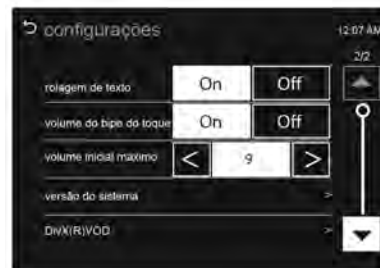 configurações 12:07 AM
2/2
rolagem de texto On Off
volume do bipe do toque On Off
volume inicial máximo < 9 >
versão do sistema >
DIVX(R)VOD >